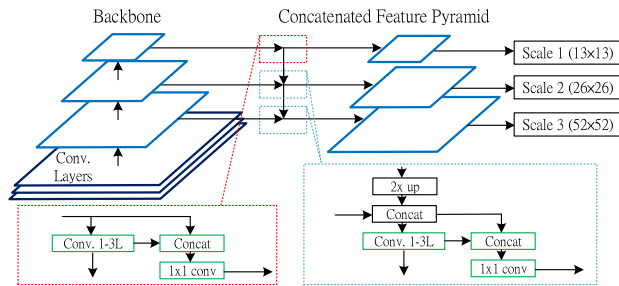 Backbone
Concatenated Feature Pyramid
Scale 1 (13×13)
Scale 2 (26×26)
Scale 3 (52×52)
Conv.
Layers
Conv. 1-3L
Concat
1x1 conv
2x up
Concat
Conv. 1-3L
Concat
1x1 conv